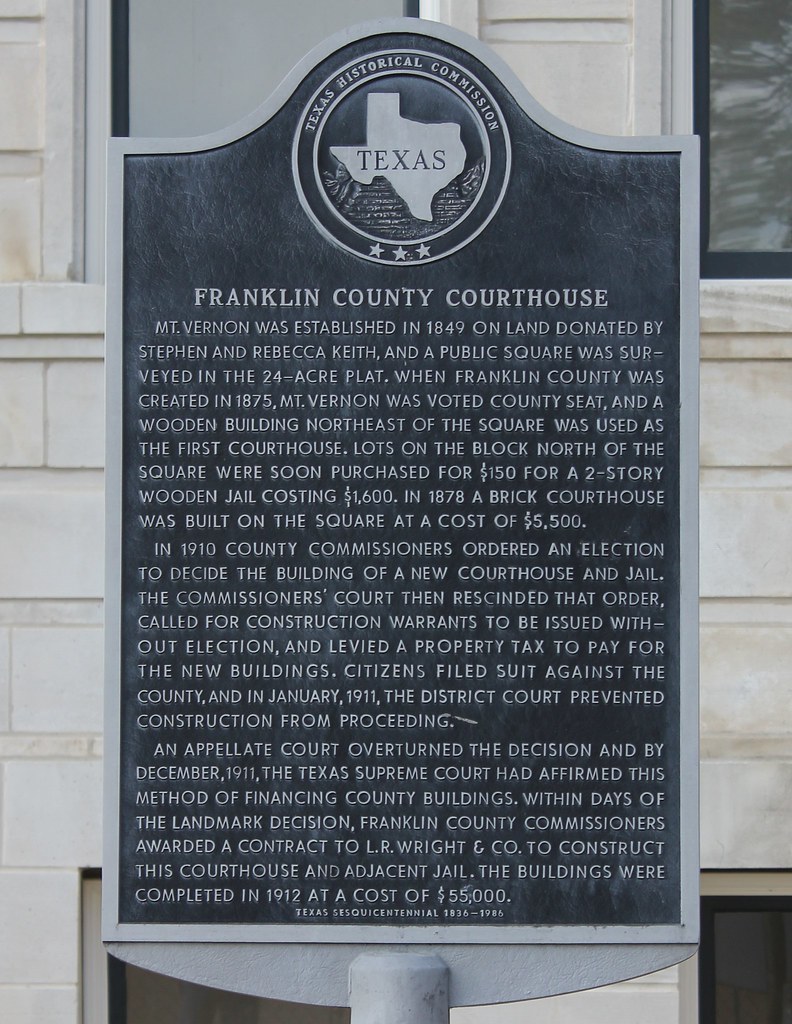 TEXAS HISTORICAL COMMISSION
TEXAS
FRANKLIN COUNTY COURTHOUSE
MT. VERNON WAS ESTABLISHED IN 1849 ON LAND DONATED BY
STEPHEN AND REBECCA KEITH, AND A PUBLIC SQUARE WAS SUR-
VEYED IN THE 24-ACRE PLAT. WHEN FRANKLIN COUNTY WAS
CREATED IN 1875, MT. VERNON WAS VOTED COUNTY SEAT, AND A
WOODEN BUILDING NORTHEAST OF THE SQUARE WAS USED AS
THE FIRST COURTHOUSE. LOTS ON THE BLOCK NORTH OF THE
SQUARE WERE SOON PURCHASED FOR $150 FOR A 2-STORY
WOODEN JAIL COSTING $1,600. IN 1878 A BRICK COURTHOUSE
WAS BUILT ON THE SQUARE AT A COST OF $5,500.
IN 1910 COUNTY COMMISSIONERS ORDERED AN ELECTION
TO DECIDE THE BUILDING OF A NEW COURTHOUSE AND JAIL.
THE COMMISSIONERS' COURT THEN RESCINDED THAT ORDER,
CALLED FOR CONSTRUCTION WARRANTS TO BE ISSUED WITH-
OUT ELECTION, AND LEVIED A PROPERTY TAX TO PAY FOR
THE NEW BUILDINGS. CITIZENS FILED SUIT AGAINST THE
COUNTY, AND IN JANUARY, 1911, THE DISTRICT COURT PREVENTED
CONSTRUCTION FROM PROCEEDING.
AN APPELLATE COURT OVERTURNED THE DECISION AND BY
DECEMBER, 1911, THE TEXAS SUPREME COURT HAD AFFIRMED THIS
METHOD OF FINANCING COUNTY BUILDINGS. WITHIN DAYS OF
THE LANDMARK DECISION, FRANKLIN COUNTY COMMISSIONERS
AWARDED A CONTRACT TO L.R. WRIGHT & CO. TO CONSTRUCT
THIS COURTHOUSE AND ADJACENT JAIL. THE BUILDINGS WERE
COMPLETED IN 1912 AT A COST OF $55,000.
TEXAS SESQUICENTENNIAL 1836-1986